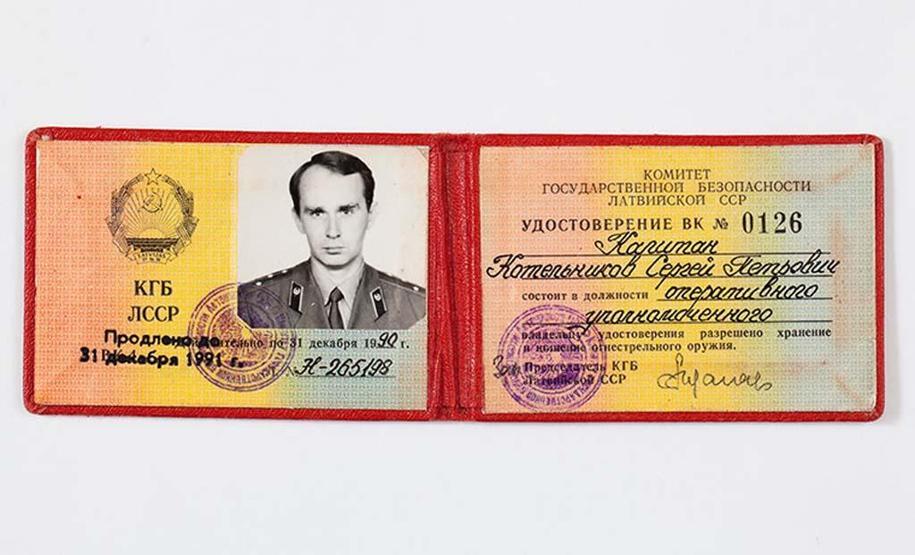 КГБ
ЛССР
Продлено до
31 декабря 1991 г.
31 декабря 1990 г.
№ Н-265198
КОМИТЕТ
ГОСУДАРСТВЕННОЙ БЕЗОПАСНОСТИ
ЛАТВИЙСКОЙ ССР
УДОСТОВЕРЕНИЕ ВК № 0126
Капитан
Котельников Сергей Петрович
состоит в должности оперативного
уполномоченного
удостоверения разрешено хранение
и ношение огнестрельного оружия.
Зам. Председатель КГБ
Латвийской ССР